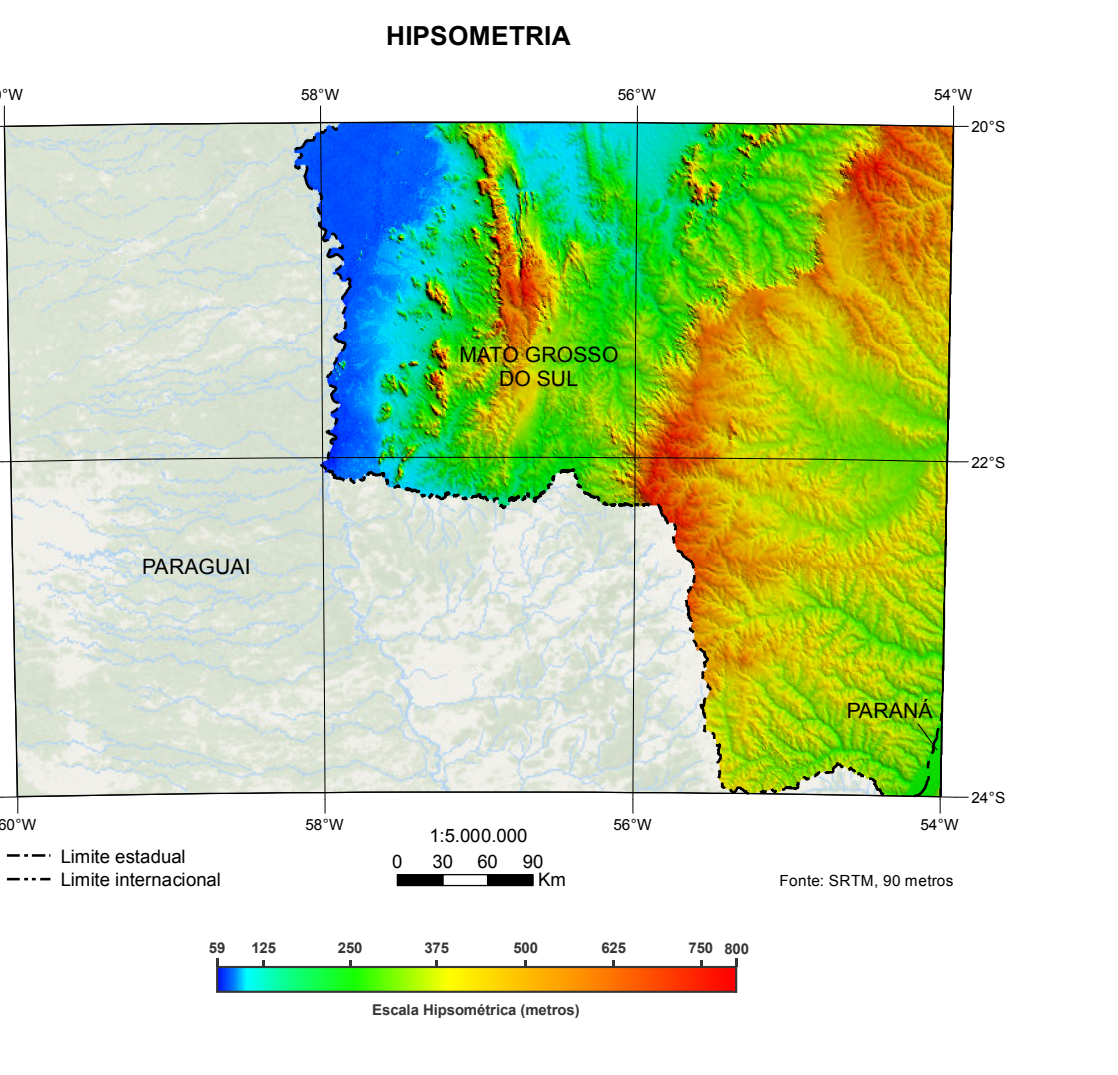 HIPSOMETRIA
°W
58°W
56°W
54°W
20°S
MATO GROSSO
DO SUL
22°S
PARAGUAI
PARANÁ
24°S
60°W
58°W
56°W
54°W
1:5.000.000
Limite estadual
0 30 60 90
Km
Limite internacional
Fonte: SRTM, 90 metros
59 125 250 375 500 625 750 800
Escala Hipsométrica (metros)